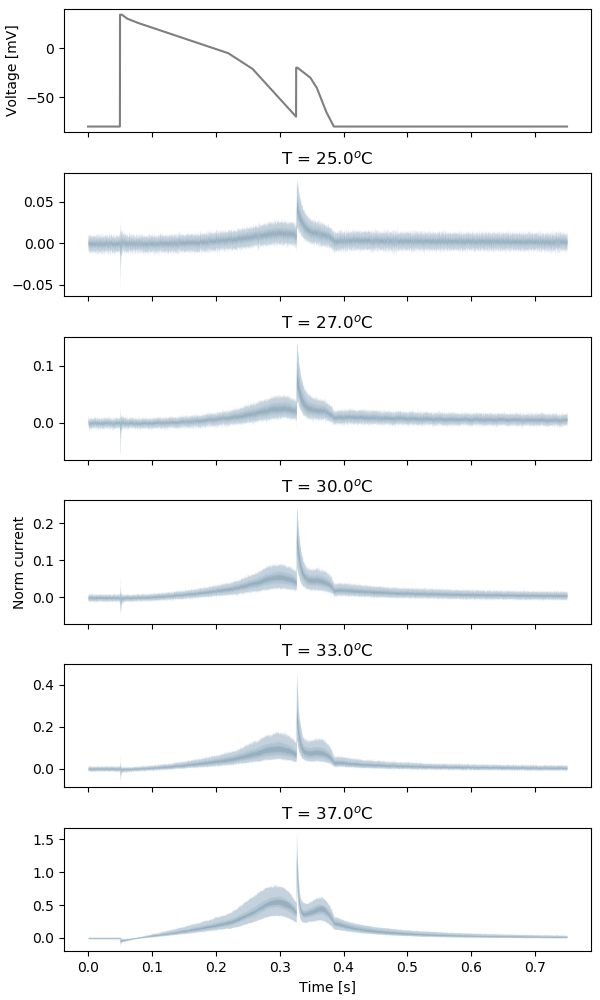 Voltage [mV]
0
−50
T = 25.0°C
0.05
0.00
−0.05
T = 27.0°C
0.1
0.0
T = 30.0°C
Norm current
0.2
0.1
0.0
T = 33.0°C
0.4
0.2
0.0
T = 37.0°C
1.5
1.0
0.5
0.0
0.0 0.1 0.2 0.3 0.4 0.5 0.6 0.7
Time [s]